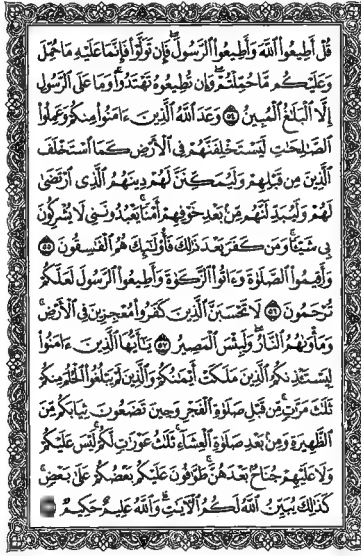 قُلْ أَطِيعُوا۟ ٱللَّهَ وَأَطِيعُوا۟ ٱلرَّسُولَ ۖ فَإِن تَوَلَّوْا۟ فَإِنَّمَا عَلَيْهِ مَا حُمِّلَ
وَعَلَيْكُم مَّا حُمِّلْتُمْ ۖ وَإِن تُطِيعُوهُ تَهْتَدُوا۟ ۚ وَمَا عَلَى ٱلرَّسُولِ
إِلَّا ٱلْبَلَـٰغُ ٱلْمُبِينُ ٥٤ وَعَدَ ٱللَّهُ ٱلَّذِينَ ءَامَنُوا۟ مِنكُمْ وَعَمِلُوا۟
ٱلصَّـٰلِحَـٰتِ لَيَسْتَخْلِفَنَّهُمْ فِى ٱلْأَرْضِ كَمَا ٱسْتَخْلَفَ
ٱلَّذِينَ مِن قَبْلِهِمْ وَلَيُمَكِّنَنَّ لَهُمْ دِينَهُمُ ٱلَّذِى ٱرْتَضَىٰ
لَهُمْ وَلَيُبَدِّلَنَّهُم مِّنۢ بَعْدِ خَوْفِهِمْ أَمْنًا ۚ يَعْبُدُونَنِى لَا يُشْرِكُونَ
بِى شَيْـًٔا ۚ وَمَن كَفَرَ بَعْدَ ذَٰلِكَ فَأُو۟لَـٰٓئِكَ هُمُ ٱلْفَـٰسِقُونَ ٥٥
وَأَقِيمُوا۟ ٱلصَّلَوٰةَ وَءَاتُوا۟ ٱلزَّكَوٰةَ وَأَطِيعُوا۟ ٱلرَّسُولَ لَعَلَّكُمْ
تُرْحَمُونَ ٥٦ لَا تَحْسَبَنَّ ٱلَّذِينَ كَفَرُوا۟ مُعْجِزِينَ فِى ٱلْأَرْضِ ۚ
وَمَأْوَىٰهُمُ ٱلنَّارُ ۖ وَلَبِئْسَ ٱلْمَصِيرُ ٥٧ يَـٰٓأَيُّهَا ٱلَّذِينَ ءَامَنُوا۟
لِيَسْتَـْٔذِنكُمُ ٱلَّذِينَ مَلَكَتْ أَيْمَـٰنُكُمْ وَٱلَّذِينَ لَمْ يَبْلُغُوا۟ ٱلْحُلُمَ مِنكُمْ
ثَلَـٰثَ مَرَّٰتٍ ۚ مِّن قَبْلِ صَلَوٰةِ ٱلْفَجْرِ وَحِينَ تَضَعُونَ ثِيَابَكُم مِّنَ
ٱلظَّهِيرَةِ وَمِنۢ بَعْدِ صَلَوٰةِ ٱلْعِشَآءِ ۚ ثَلَـٰثُ عَوْرَٰتٍ لَّكُمْ ۚ لَيْسَ عَلَيْكُمْ
وَلَا عَلَيْهِمْ جُنَاحٌۢ بَعْدَهُنَّ ۚ طَوَّٰفُونَ عَلَيْكُم بَعْضُكُمْ عَلَىٰ بَعْضٍ ۚ
كَذَٰلِكَ يُبَيِّنُ ٱللَّهُ لَكُمُ ٱلْـَٔايَـٰتِ ۗ وَٱللَّهُ عَلِيمٌ حَكِيمٌ